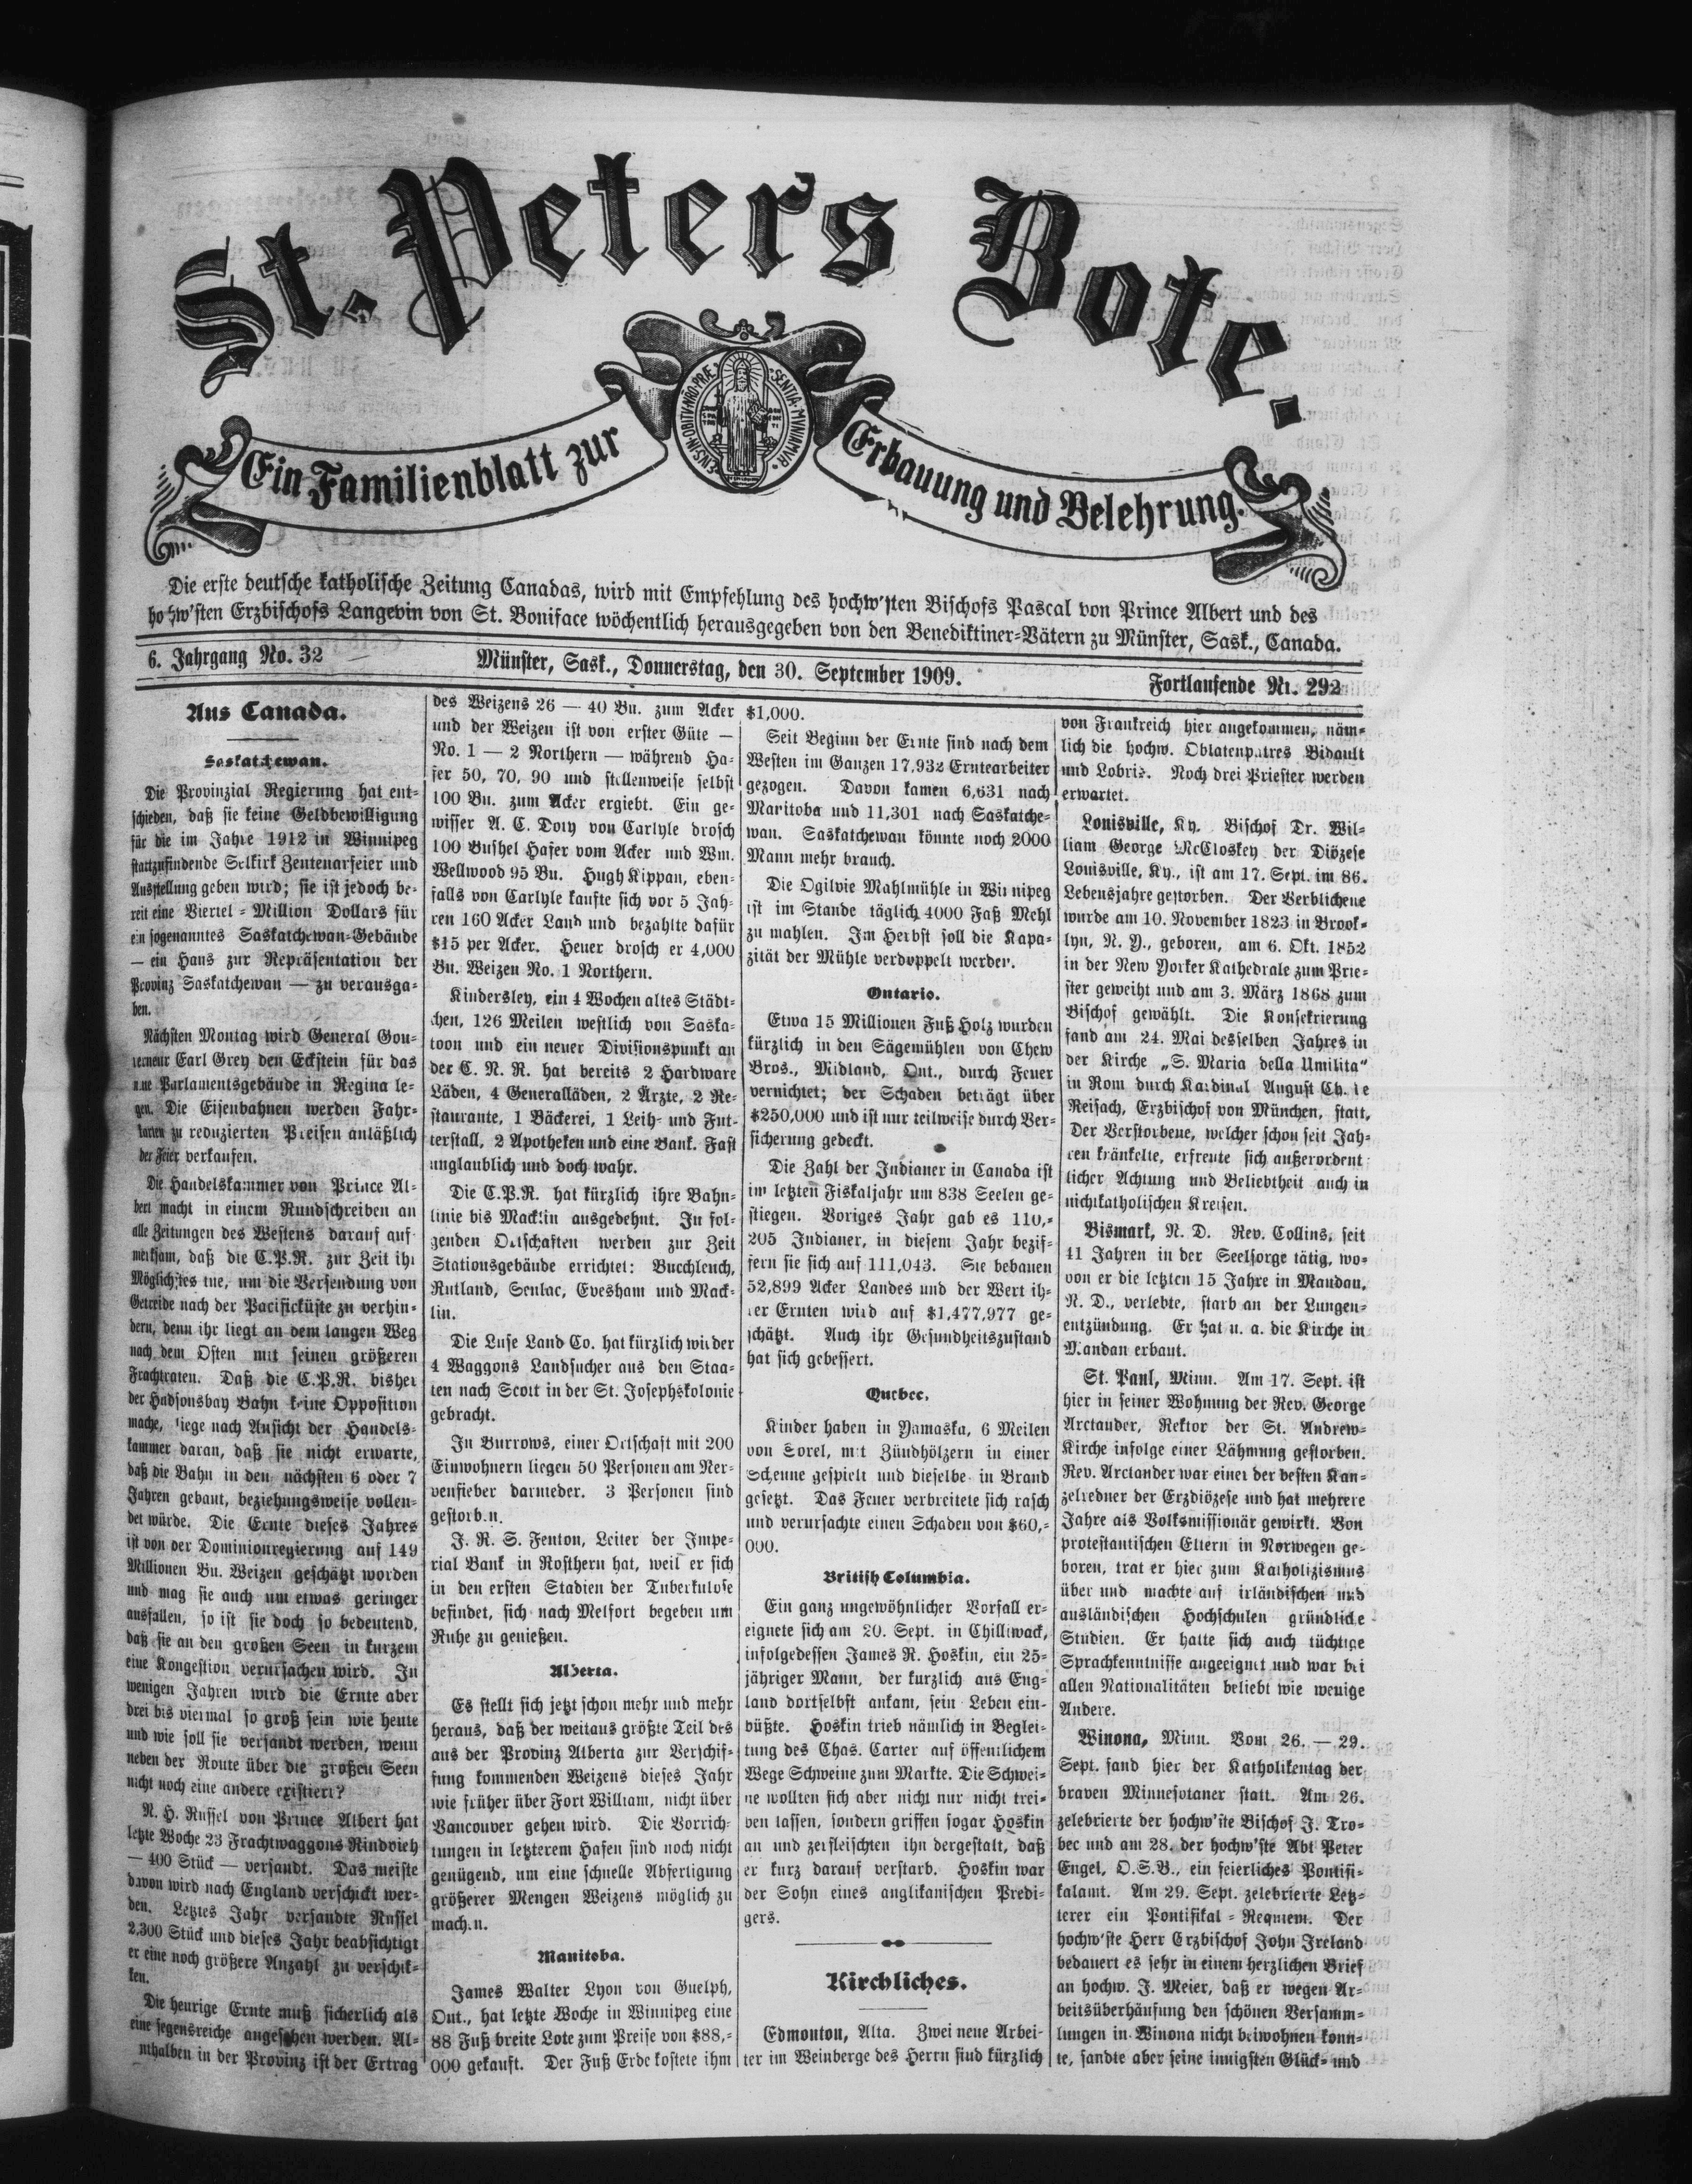 St. Peters Bote.
Ein Familienblatt zur Erbauung und Belehrung.
Die erste deutsche katholische Zeitung Canadas, wird mit Empfehlung des hochw'sten Bischofs Pascal von Prince Albert und des
hochw'sten Erzbischofs Langevin von St. Boniface wöchentlich herausgegeben von den Benediktiner-Vätern zu Münster, Sask., Canada.
6. Jahrgang No. 32
Münster, Sask., Donnerstag, den 30. September 1909.
Fortlaufende Nr. 292
Aus Canada.
Saskatchewan.
Die Provinzial Regierung hat ent-
schieden, daß sie keine Geldbewilligung
für die im Jahre 1912 in Winnipeg
stattzufindende Selkirk Zentenarfeier und
Ausstellung geben wird; sie ist jedoch be-
reit eine Viertel - Million Dollars für
ein sogenanntes Saskatchewan-Gebäude
— ein Haus zur Repräsentation der
Provinz Saskatchewan — zu verausga-
ben.
Nächsten Montag wird General Gou-
verneur Earl Grey den Eckstein für das
neue Parlamentsgebäude in Regina le-
gen. Die Eisenbahnen werden Fahr-
karten zu reduzierten Preisen anläßlich
der Feier verkaufen.
Die Handelskammer von Prince Al-
bert macht in einem Rundschreiben an
alle Zeitungen des Westens darauf auf-
merksam, daß die C.P.R. zur Zeit ihr
Möglichstes tue, um die Versendung von
Getreide nach der Pacificküste zu verhin-
dern, denn ihr liegt an dem langen Weg
nach dem Osten mit seinen größeren
Frachtraten. Daß die C.P.R. bisher
der Hudsonsbay Bahn keine Opposition
mache, liege nach Ansicht der Handels-
kammer daran, daß sie nicht erwarte,
daß die Bahn in den nächsten 6 oder 7
Jahren gebaut, beziehungsweise vollen-
det würde. Die Ernte dieses Jahres
ist von der Dominionregierung auf 149
Millionen Bu. Weizen geschätzt worden
und mag sie auch um etwas geringer
ausfallen, so ist sie doch so bedeutend,
daß sie an den großen Seen in kurzem
eine Kongestion verursachen wird. In
wenigen Jahren wird die Ernte aber
drei bis viermal so groß sein wie heute
und wie soll sie versandt werden, wenn
neben der Route über die großen Seen
nicht noch eine andere existiert?
R. H. Russel von Prince Albert hat
letzte Woche 23 Frachtwaggons Rindvieh
— 400 Stück — versandt. Das meiste
davon wird nach England verschickt wer-
den. Letztes Jahr versandte Russel
2,300 Stück und dieses Jahr beabsichtigt
er eine noch größere Anzahl zu verschik-
ken.
Die heurige Ernte muß sicherlich als
eine segensreiche angesehen werden. Al-
lenthalben in der Provinz ist der Ertrag
des Weizens 26 — 40 Bu. zum Acker
und der Weizen ist von erster Güte —
No. 1 — 2 Northern — während Ha-
fer 50, 70, 90 und stellenweise selbst
100 Bu. zum Acker ergiebt. Ein ge-
wisser A. C. Doty von Carlyle drosch
100 Bushel Hafer vom Acker und Wm.
Wellwood 95 Bu. Hugh Kippan, eben-
falls von Carlyle kaufte sich vor 5 Jah-
ren 160 Acker Land und bezahlte dafür
$15 per Acker. Heuer drosch er 4,000
Bu. Weizen No. 1 Northern.
Kindersley, ein 4 Wochen altes Städt-
chen, 126 Meilen westlich von Saska-
toon und ein neuer Divisionspunkt an
der C. N. R. hat bereits 2 Hardware
Läden, 4 Generalläden, 2 Ärzte, 2 Re-
staurante, 1 Bäckerei, 1 Leih- und Fut-
terstall, 2 Apotheken und eine Bank. Fast
unglaublich und doch wahr.
Die C.P.R. hat kürzlich ihre Bahn-
linie bis Macklin ausgedehnt. In fol-
genden Ortschaften werden zur Zeit
Stationsgebäude errichtet: Buccleuch,
Rutland, Senlac, Evesham und Mack-
lin.
Die Luse Land Co. hat kürzlich wieder
4 Waggons Landsucher aus den Staa-
ten nach Scott in der St. Josephskolonie
gebracht.
In Burrows, einer Ortschaft mit 200
Einwohnern liegen 50 Personen am Ner-
venfieber darnieder. 3 Personen sind
gestorben.
J. R. S. Fenton, Leiter der Impe-
rial Bank in Rosthern hat, weil er sich
in den ersten Stadien der Tuberkulose
befindet, sich nach Melfort begeben um
Ruhe zu genießen.
Alberta.
Es stellt sich jetzt schon mehr und mehr
heraus, daß der weitaus größte Teil des
aus der Provinz Alberta zur Verschif-
fung kommenden Weizens dieses Jahr
wie früher über Fort William, nicht über
Vancouver gehen wird. Die Vorrich-
tungen in letzterem Hafen sind noch nicht
genügend, um eine schnelle Abfertigung
größerer Mengen Weizens möglich zu
machen.
Manitoba.
James Walter Lyon von Guelph,
Ont., hat letzte Woche in Winnipeg eine
88 Fuß breite Lote zum Preise von $88,-
000 gekauft. Der Fuß Erde kostete ihm
$1,000.
Seit Beginn der Ernte sind nach dem
Westen im Ganzen 17,932 Erntearbeiter
gezogen. Davon kamen 6,631 nach
Manitoba und 11,301 nach Saskatche-
wan. Saskatchewan könnte noch 2000
Mann mehr brauch.
Die Ogilvie Mahlmühle in Winnipeg
ist im Stande täglich 4000 Faß Mehl
zu mahlen. Im Herbst soll die Kapa-
zität der Mühle verdoppelt werden.
Ontario.
Etwa 15 Millionen Fuß Holz wurden
kürzlich in den Sägemühlen von Chew
Bros., Midland, Ont., durch Feuer
vernichtet; der Schaden beträgt über
$250,000 und ist nur teilweise durch Ver-
sicherung gedeckt.
Die Zahl der Indianer in Canada ist
im letzten Fiskaljahr um 838 Seelen ge-
stiegen. Voriges Jahr gab es 110,-
205 Indianer, in diesem Jahr bezif-
fern sie sich auf 111,043. Sie bebauen
52,899 Acker Landes und der Wert ih-
rer Ernten wird auf $1,477,977 ge-
schätzt. Auch ihr Gesundheitszustand
hat sich gebessert.
Quebec.
Kinder haben in Yamaska, 6 Meilen
von Sorel, mit Zündhölzern in einer
Scheune gespielt und dieselbe in Brand
gesetzt. Das Feuer verbreitete sich rasch
und verursachte einen Schaden von $60,-
000.
British Columbia.
Ein ganz ungewöhnlicher Vorfall er-
eignete sich am 20. Sept. in Chilliwack,
infolgedessen James R. Hoskin, ein 25-
jähriger Mann, der kürzlich aus Eng-
land dortselbst ankam, sein Leben ein-
büßte. Hoskin trieb nämlich in Beglei-
tung des Chas. Carter auf öffentlichem
Wege Schweine zum Markte. Die Schwei-
ne wollten sich aber nicht nur nicht trei-
ben lassen, sondern griffen sogar Hoskin
an und zerfleischten ihn dergestalt, daß
er kurz darauf verstarb. Hoskin war
der Sohn eines anglikanischen Predi-
gers.
Kirchliches.
Edmonton, Alta. Zwei neue Arbei-
ter im Weinberge des Herrn sind kürzlich
von Frankreich hier angekommen, näm-
lich die hochw. Oblatenpatres Bidault
und Lobris. Noch drei Priester werden
erwartet.
Louisville, Ky. Bischof Dr. Wil-
liam George McCloskey der Diözese
Louisville, Ky., ist am 17. Sept. im 86.
Lebensjahre gestorben. Der Verblichene
wurde am 10. November 1823 in Brook-
lyn, N. Y., geboren, am 6. Okt. 1852
in der New Yorker Kathedrale zum Prie-
ster geweiht und am 3. März 1868 zum
Bischof gewählt. Die Konsekrierung
fand am 24. Mai desselben Jahres in
der Kirche „S. Maria della Umilita"
in Rom durch Kardinal August Ch. le
Reisach, Erzbischof von München, statt,
Der Verstorbene, welcher schon seit Jah-
ren kränkelte, erfreute sich außerordent-
licher Achtung und Beliebtheit auch in
nichtkatholischen Kreisen.
Bismark, N. D. Rev. Collins, seit
41 Jahren in der Seelsorge tätig, wo-
von er die letzten 15 Jahre in Mandan,
N. D., verlebte, starb an der Lungen-
entzündung. Er hat u. a. die Kirche in
Mandan erbaut.
St. Paul, Minn. Am 17. Sept. ist
hier in seiner Wohnung der Rev. George
Arctander, Rektor der St. Andrew-
Kirche infolge einer Lähmung gestorben.
Rev. Arctander war einer der besten Kan-
zelredner der Erzdiözese und hat mehrere
Jahre als Volksmissionär gewirkt. Von
protestantischen Eltern in Norwegen ge-
boren, trat er hier zum Katholizismus
über und machte auf irländischen und
ausländischen Hochschulen gründliche
Studien. Er hatte sich auch tüchtige
Sprachkenntnisse angeeignet und war bei
allen Nationalitäten beliebt wie wenige
Andere.
Winona, Minn. Vom 26. — 29.
Sept. fand hier der Katholikentag der
braven Minnesotaner statt. Am 26.
zelebrierte der hochw'ste Bischof J. Tro-
bec und am 28. der hochw'ste Abt Peter
Engel, O.S.B., ein feierliches Pontifi-
kalamt. Am 29. Sept. zelebrierte Letz-
terer ein Pontifikal - Requiem. Der
hochw'ste Herr Erzbischof John Ireland
bedauert es sehr in einem herzlichen Brief
an hochw. J. Meier, daß er wegen Ar-
beitsüberhäufung den schönen Versamm-
lungen in Winona nicht beiwohnen konn-
te, sandte aber seine innigsten Glück- und